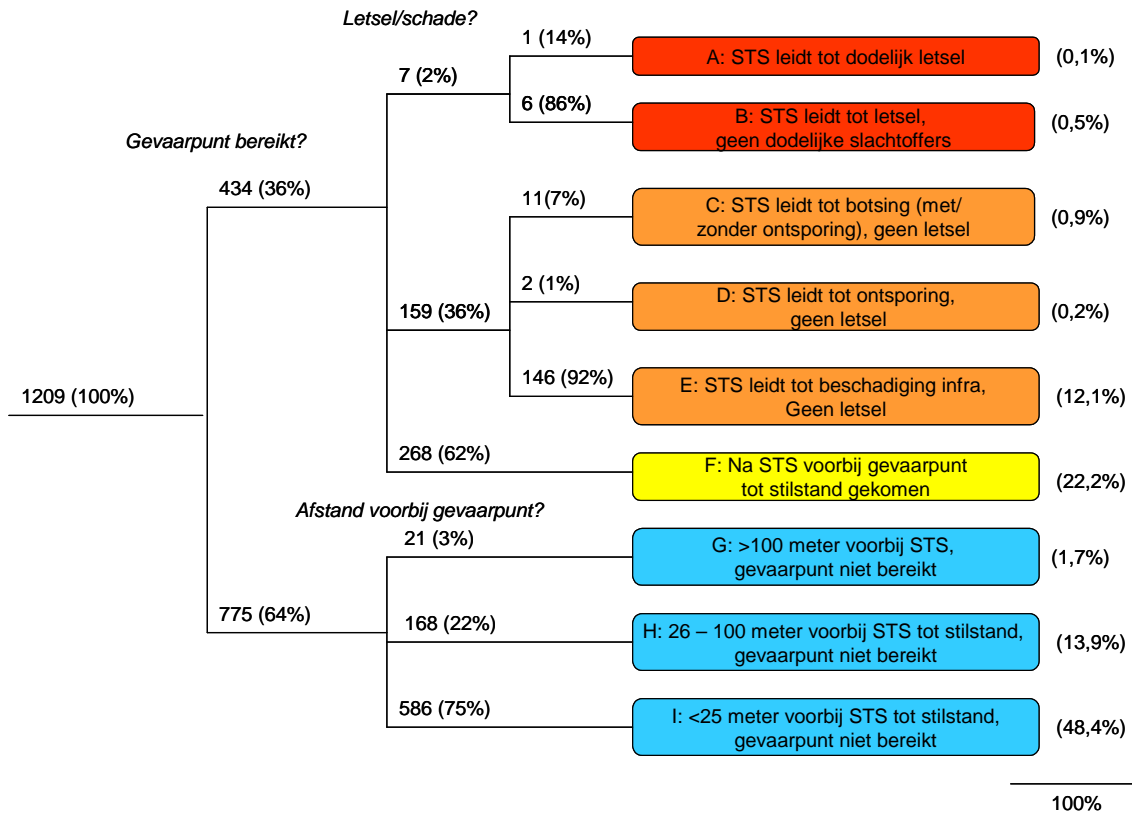 Letsel/schade?
1 (14%)
A: STS leidt tot dodelijk letsel
(0,1%)
7 (2%)
6 (86%)
B: STS leidt tot letsel,
geen dodelijke slachtoffers
(0,5%)
Gevaarpunt bereikt?
434 (36%)
11(7%)
C: STS leidt tot botsing (met/
zonder ontsporing), geen letsel
(0,9%)
2 (1%)
D: STS leidt tot ontsporing,
geen letsel
(0,2%)
159 (36%)
146 (92%)
E: STS leidt tot beschadiging infra,
Geen letsel
(12,1%)
1209 (100%)
268 (62%)
F: Na STS voorbij gevaarpunt
tot stilstand gekomen
(22,2%)
Afstand voorbij gevaarpunt?
21 (3%)
G: >100 meter voorbij STS,
gevaarpunt niet bereikt
(1,7%)
775 (64%)
168 (22%)
H: 26 – 100 meter voorbij STS tot stilstand,
gevaarpunt niet bereikt
(13,9%)
586 (75%)
I: <25 meter voorbij STS tot stilstand,
gevaarpunt niet bereikt
(48,4%)
100%